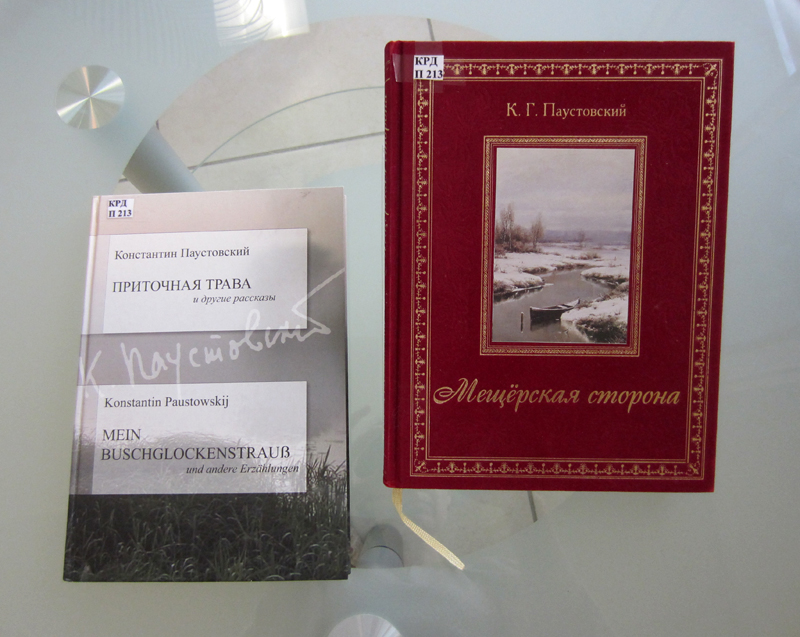 КРД
П 213
Константин Паустовский
ПРИТОЧНАЯ ТРАВА
и другие рассказы
К. Паустовский
Konstantin Paustowskij
MEIN
BUSCHGLOCKENSTRAUß
und andere Erzählungen
КРД
П 213
К. Г. Паустовский
Мещёрская сторона